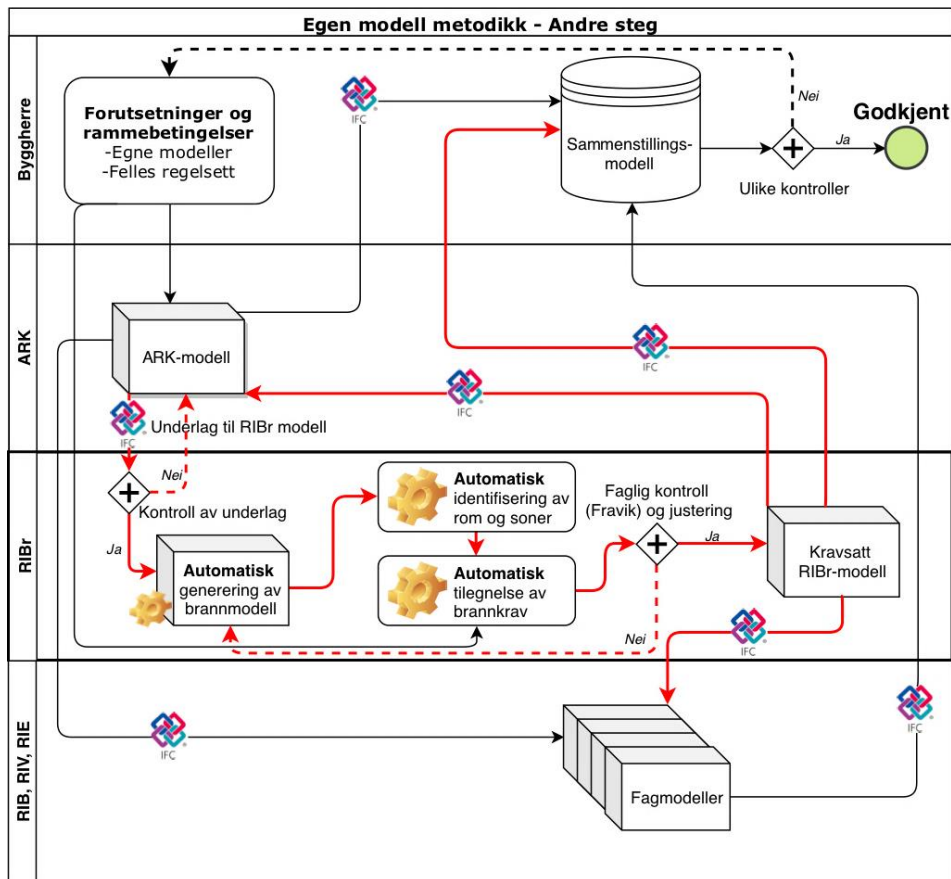 Egen modell metodikk - Andre steg
Byggherre
Forutsetninger og
rammebetingelser
-Egne modeller
-Felles regelsett
IFC
Sammenstillings-
modell
Nei
Godkjent
Ja
Ulike kontroller
ARK
ARK-modell
IFC
IFC
IFC
Underlag til RIBr modell
RIBr
Nei
Kontroll av underlag
Ja
Automatisk
generering av
brannmodell
Automatisk
identifisering av
rom og soner
Automatisk
tilegnelse av
brannkrav
Faglig kontroll
(Fravik) og justering
Ja
Nei
Kravsatt
RIBr-modell
IFC
RIB, RIV, RIE
IFC
IFC
Fagmodeller